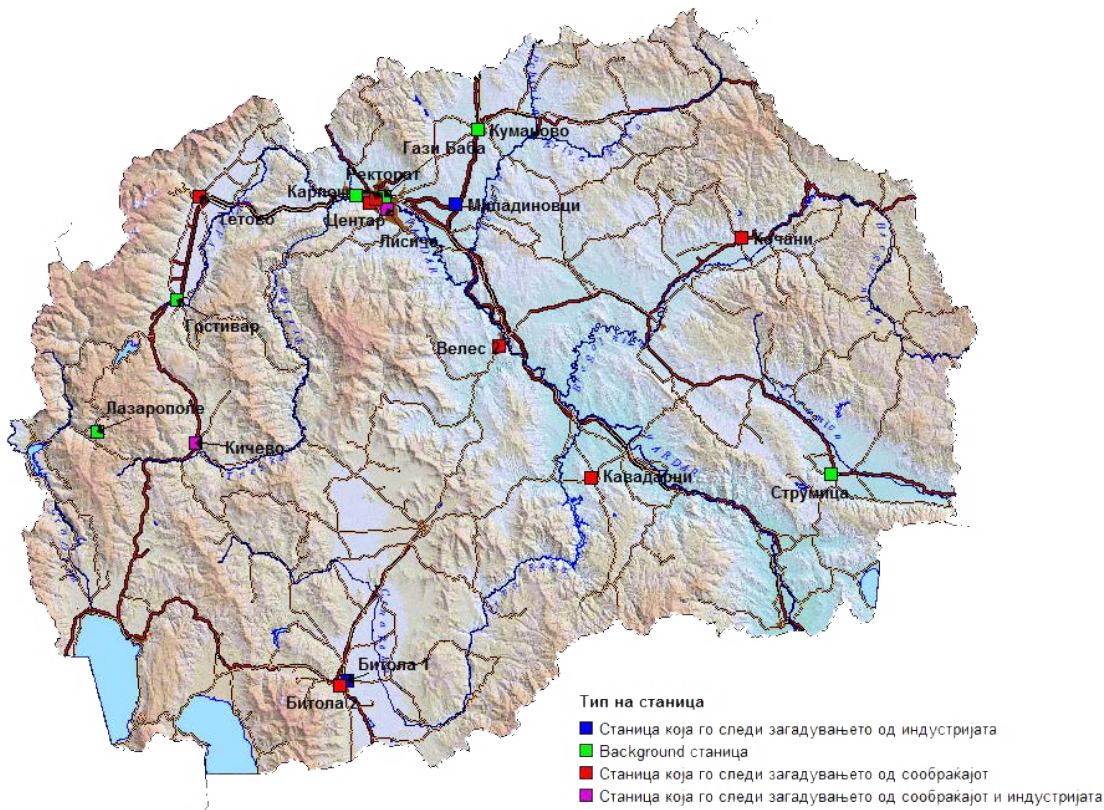 Куманово
Гази Баба
Ректорат
Карпош
Миладиновци
Тетово
Центар
Лисиче
Кочани
Гостивар
Велес 2
Лазарополе
Кичево
VARDAR
Кавадарци
Струмица
Битола 1
Битола 2
Тип на станица
Станица која го следи загадувањето од индустријата
Background станица
Станица која го следи загадувањето од сообраќајот
Станица која го следи загадувањето од сообраќајот и индустријата